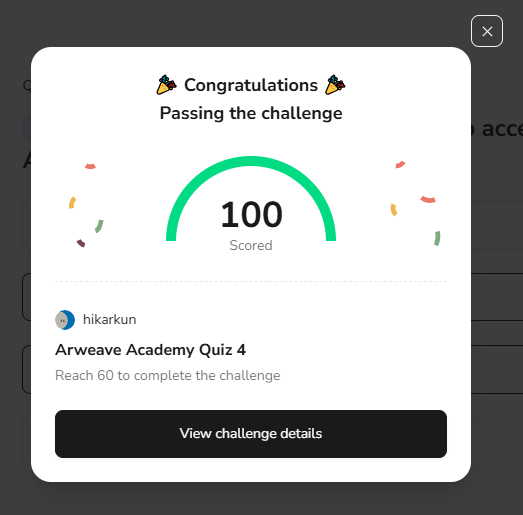 Congratulations
Passing the challenge
100
Scored
hikarkun
Arweave Academy Quiz 4
Reach 60 to complete the challenge
View challenge details